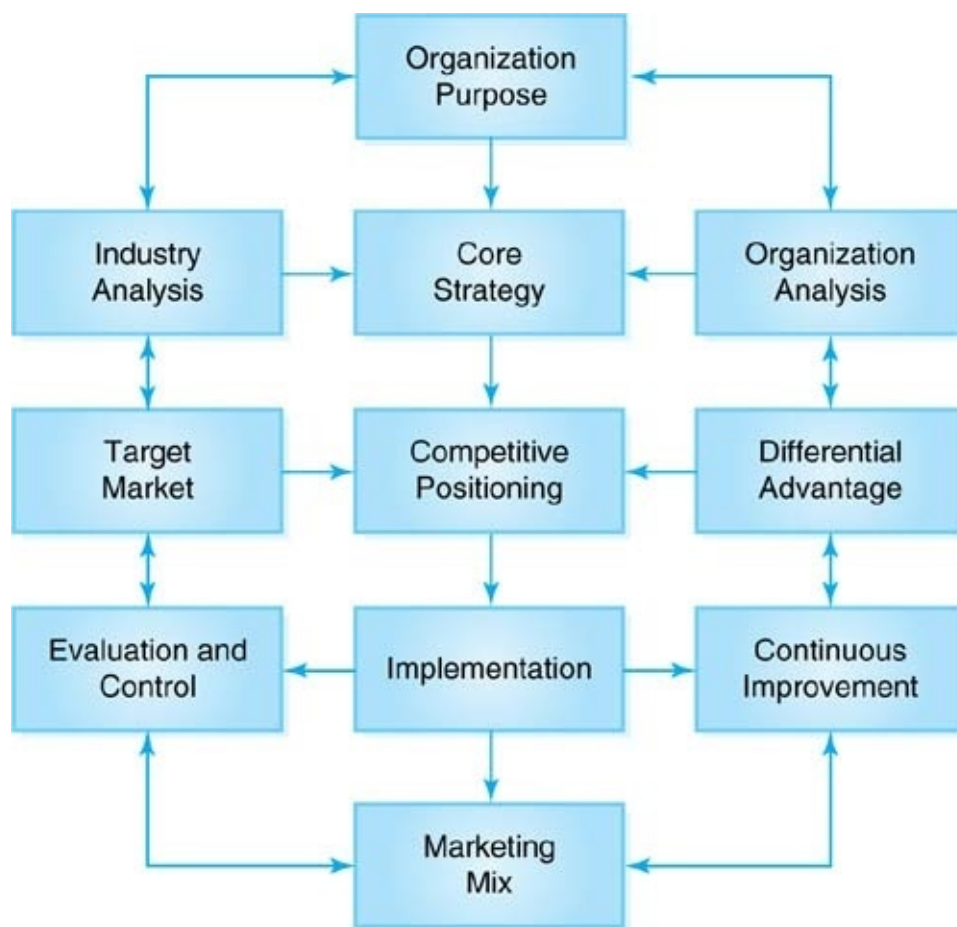 Organization
Purpose
Industry
Analysis
Core
Strategy
Organization
Analysis
Target
Market
Competitive
Positioning
Differential
Advantage
Evaluation and
Control
Implementation
Continuous
Improvement
Marketing
Mix